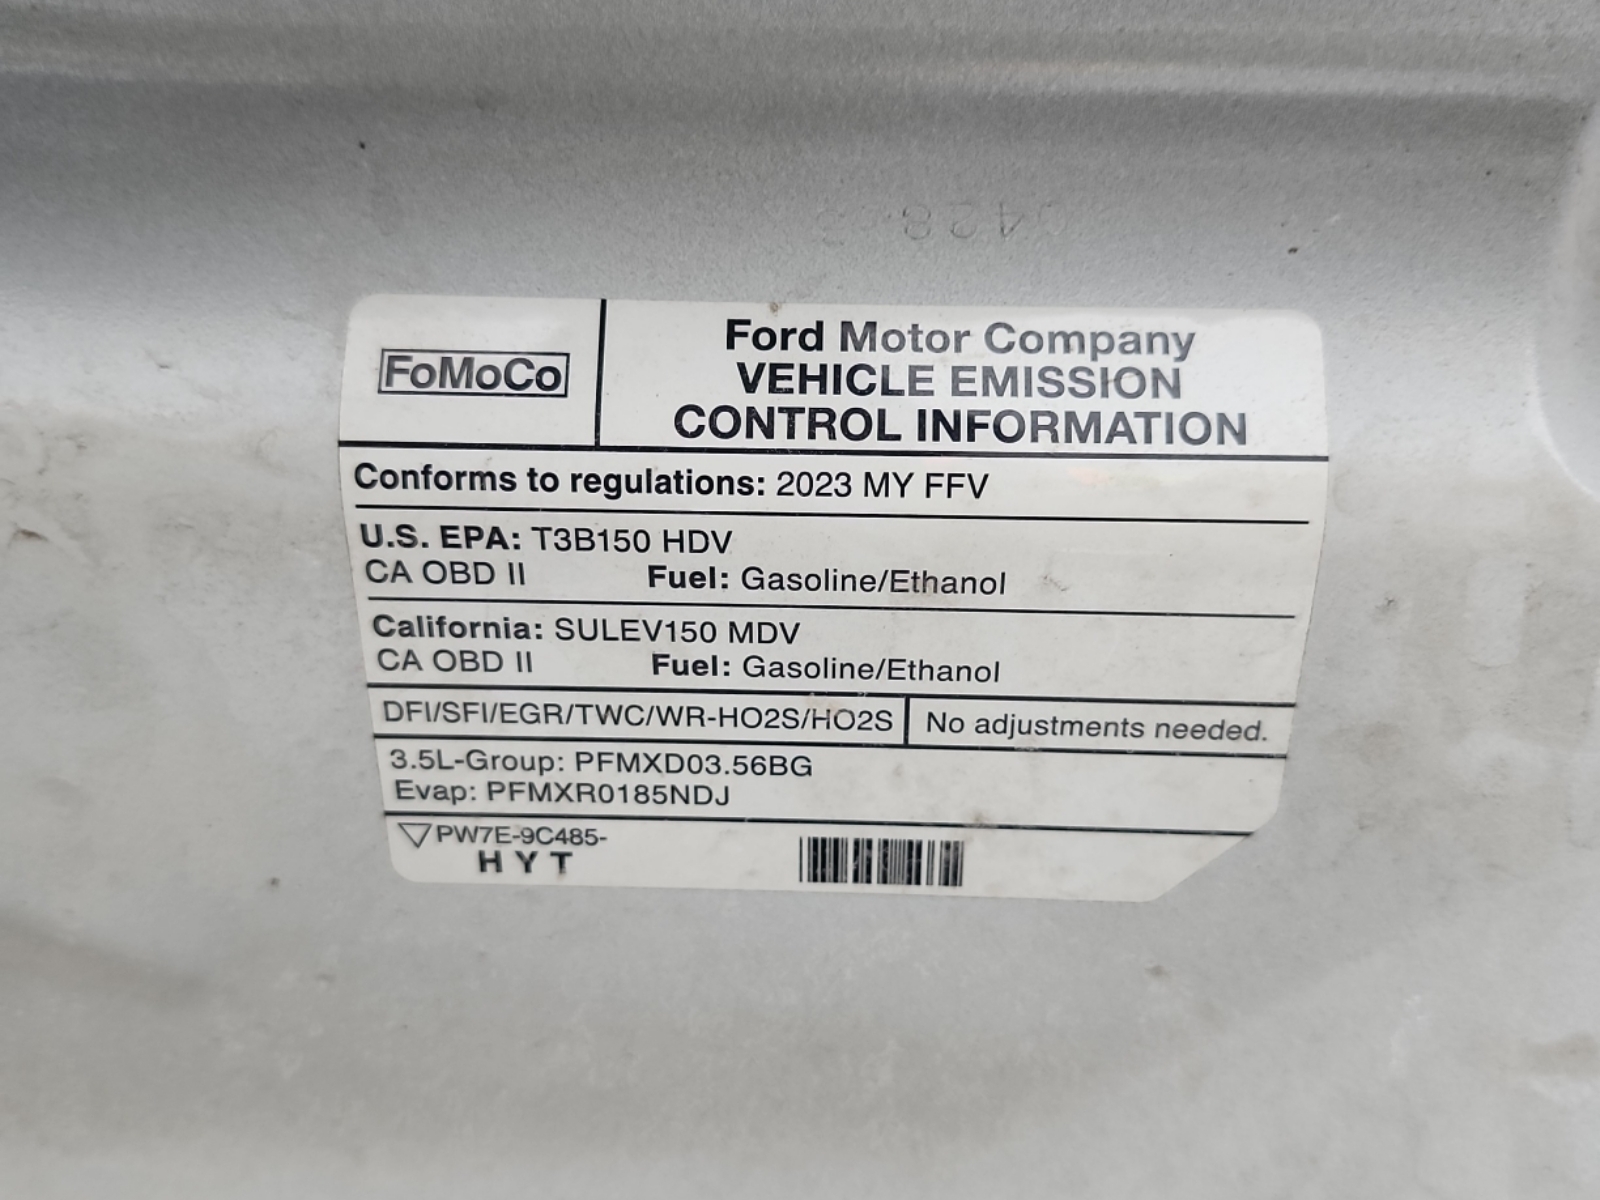 FoMoCo
Ford Motor Company
VEHICLE EMISSION
CONTROL INFORMATION
Conforms to regulations: 2023 MY FFV
U.S. EPA: T3B150 HDV
CA OBD II Fuel: Gasoline/Ethanol
California: SULEV150 MDV
CA OBD II Fuel: Gasoline/Ethanol
DFI/SFI/EGR/TWC/WR-HO2S/HO2S No adjustments needed.
3.5L-Group: PFMXD03.56BG
Evap: PFMXR0185NDJ
PW7E-9C485-
H Y T